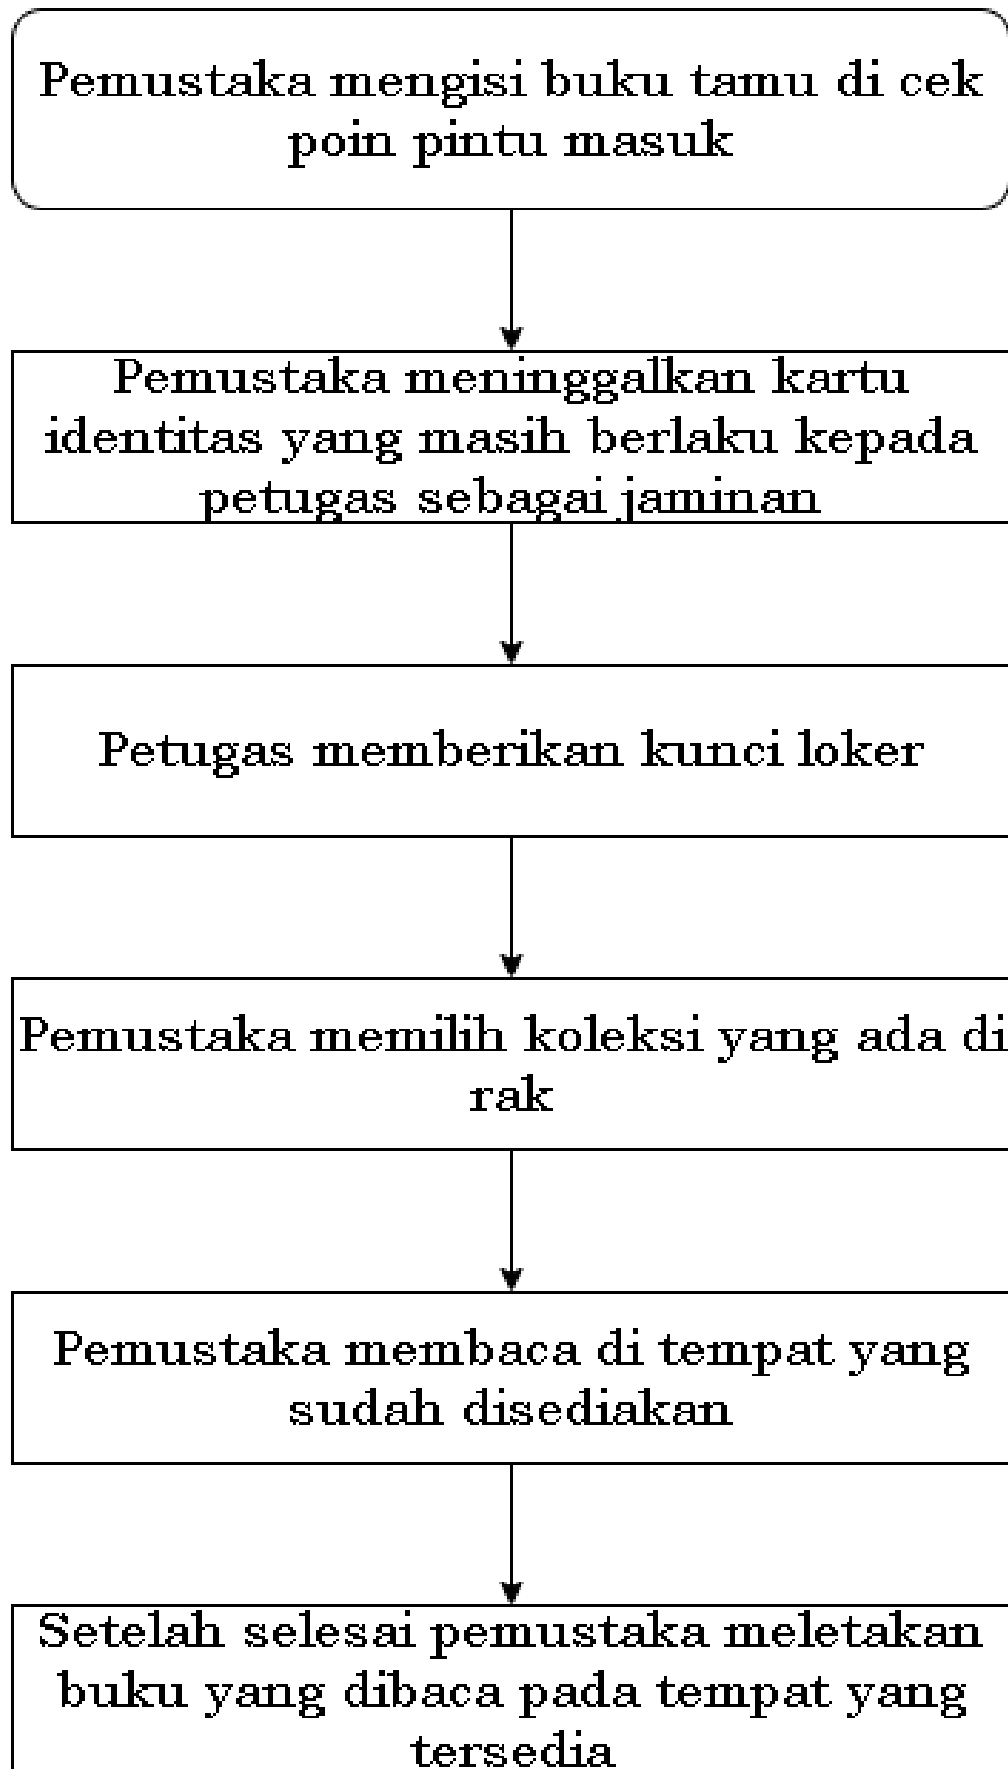 Pemustaka mengisi buku tamu di cek
poin pintu masuk
Pemustaka meninggalkan kartu
identitas yang masih berlaku kepada
petugas sebagai jaminan
Petugas memberikan kunci loker
Pemustaka memilih koleksi yang ada di
rak
Pemustaka membaca di tempat yang
sudah disediakan
Setelah selesai pemustaka meletakan
buku yang dibaca pada tempat yang
tersedia